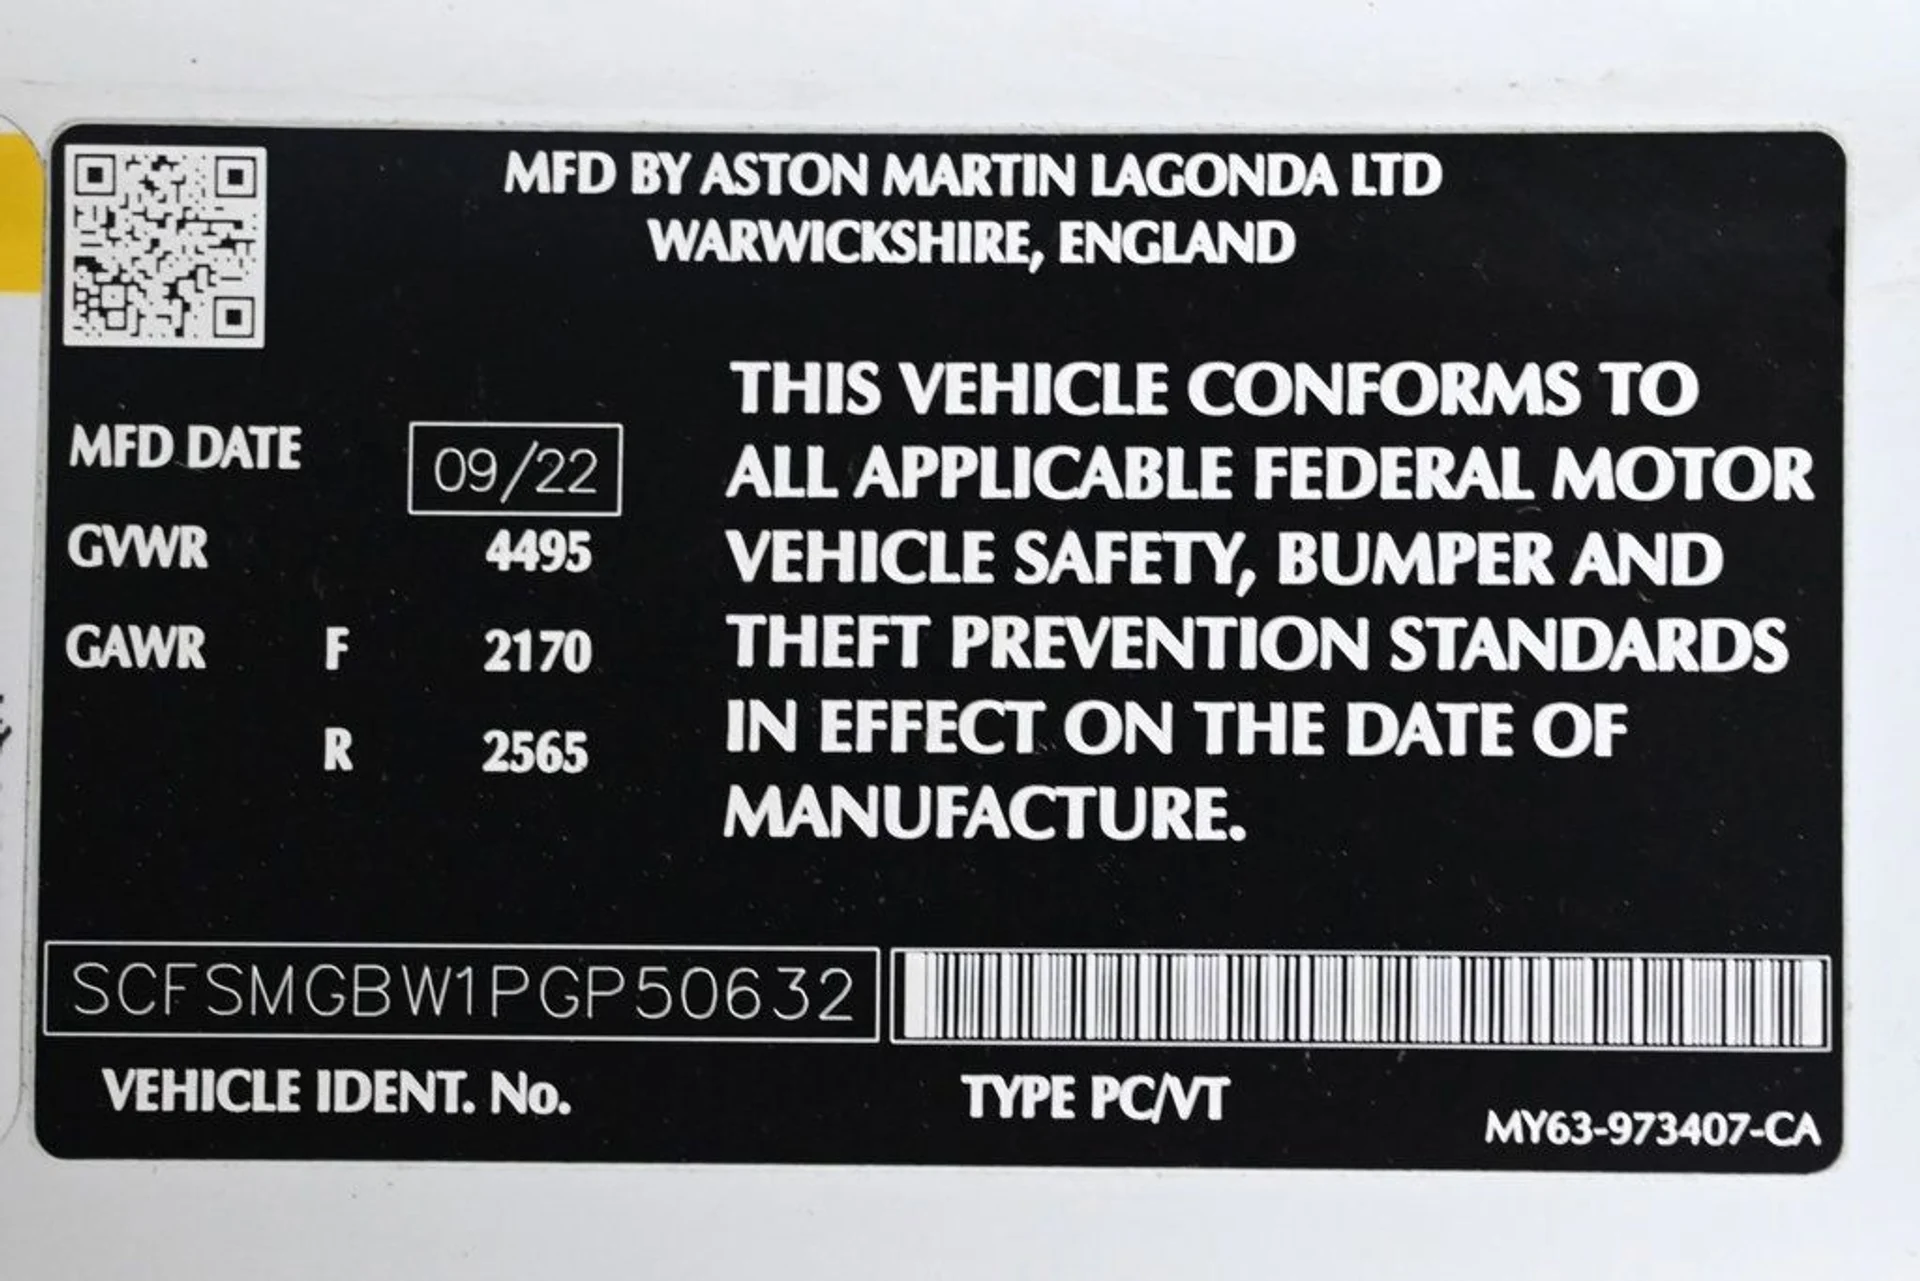 MFD BY ASTON MARTIN LAGONDA LTD
WARWICKSHIRE, ENGLAND
MFD DATE 09/22
GVWR 4495
GAWR F 2170
R 2565
THIS VEHICLE CONFORMS TO
ALL APPLICABLE FEDERAL MOTOR
VEHICLE SAFETY, BUMPER AND
THEFT PREVENTION STANDARDS
IN EFFECT ON THE DATE OF
MANUFACTURE.
SCFSMGBW1PGP50632
VEHICLE IDENT. No.
TYPE PC/VT
MY63-973407-CA